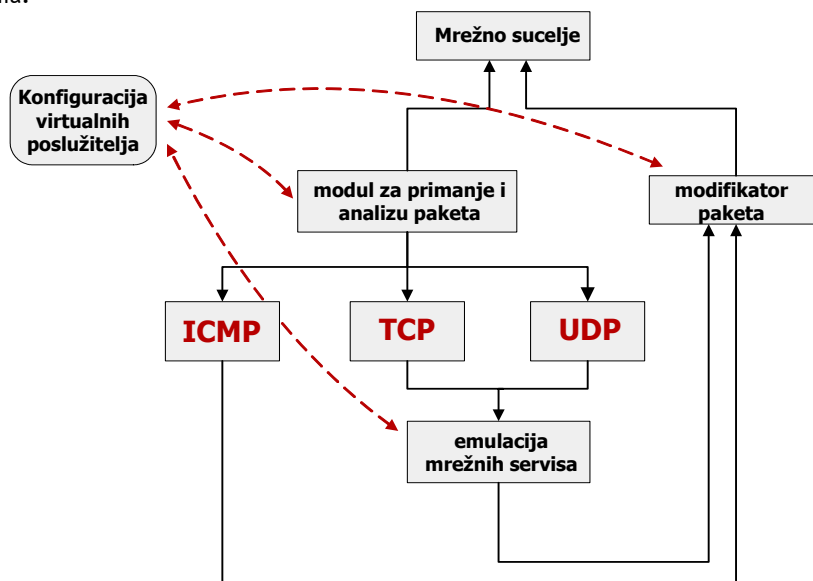 Mrežno sucelje
Konfiguracija
virtualnih
poslužitelja
modul za primanje i
analizu paketa
modifikator
paketa
ICMP
TCP
UDP
emulacija
mrežnih servisa